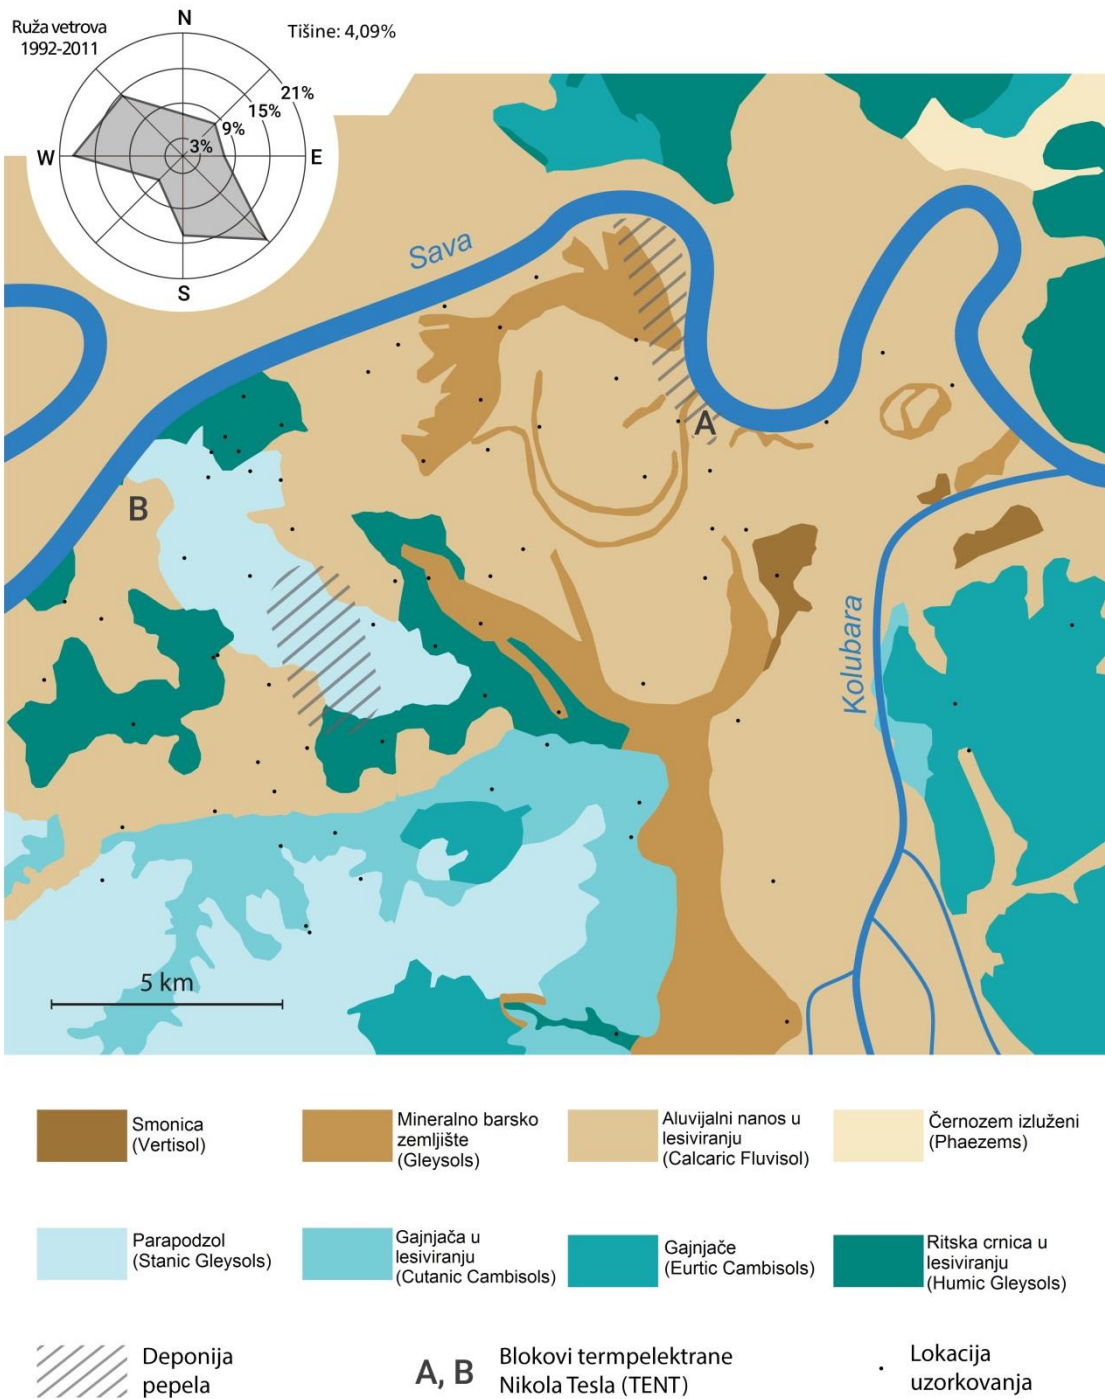 Ruža vetrova
1992-2011
N
Tišine: 4,09%
21%
15%
9%
3%
W
E
S
Sava
A
B
Kolubara
5 km
Smonica
(Vertisol)
Mineralno barsko
zemljište
(Gleysols)
Aluvijalni nanos u
lesiviranju
(Calcaric Fluvisol)
Černozem izluženi
(Phaezems)
Parapodzol
(Stanic Gleysols)
Gajnjača u
lesiviranju
(Cutanic Cambisols)
Gajnjače
(Eurtic Cambisols)
Ritska crnica u
lesiviranju
(Humic Gleysols)
Deponija
pepela
A, B
Blokovi termpelektrane
Nikola Tesla (TENT)
Lokacija
uzorkovanja